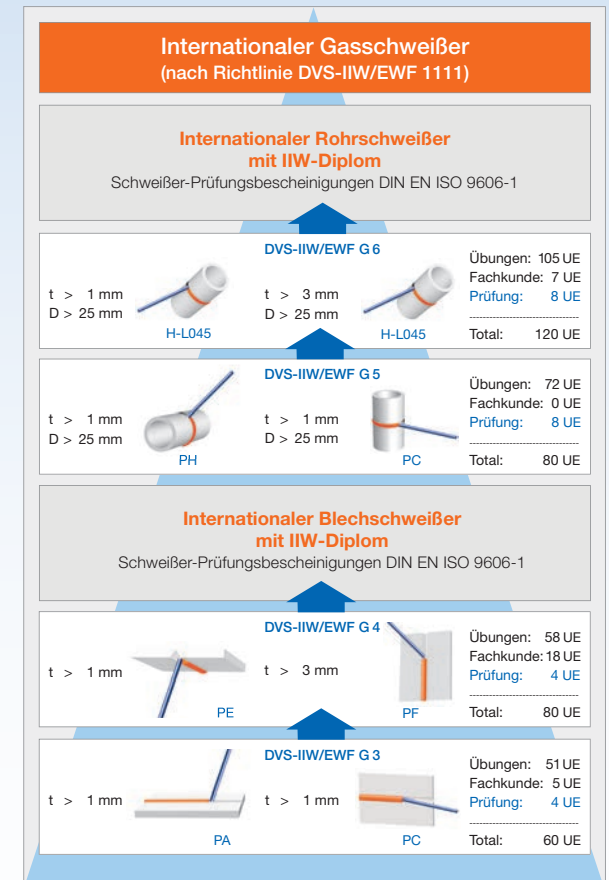 Internationaler Gasschweißer
(nach Richtlinie DVS-IIW/EWF 1111)
Internationaler Rohrschweißer
mit IIW-Diplom
Schweißer-Prüfungsbescheinigungen DIN EN ISO 9606-1
DVS-IIW/EWF G 6
t > 1 mm
D > 25 mm
H-L045
t > 3 mm
D > 25 mm
H-L045
Übungen: 105 UE
Fachkunde: 7 UE
Prüfung: 8 UE
Total: 120 UE
DVS-IIW/EWF G 5
t > 1 mm
D > 25 mm
PH
t > 1 mm
D > 25 mm
PC
Übungen: 72 UE
Fachkunde: 0 UE
Prüfung: 8 UE
Total: 80 UE
Internationaler Blechschweißer
mit IIW-Diplom
Schweißer-Prüfungsbescheinigungen DIN EN ISO 9606-1
DVS-IIW/EWF G 4
t > 1 mm
PE
t > 3 mm
PF
Übungen: 58 UE
Fachkunde: 18 UE
Prüfung: 4 UE
Total: 80 UE
DVS-IIW/EWF G 3
t > 1 mm
PA
t > 1 mm
PC
Übungen: 51 UE
Fachkunde: 5 UE
Prüfung: 4 UE
Total: 60 UE